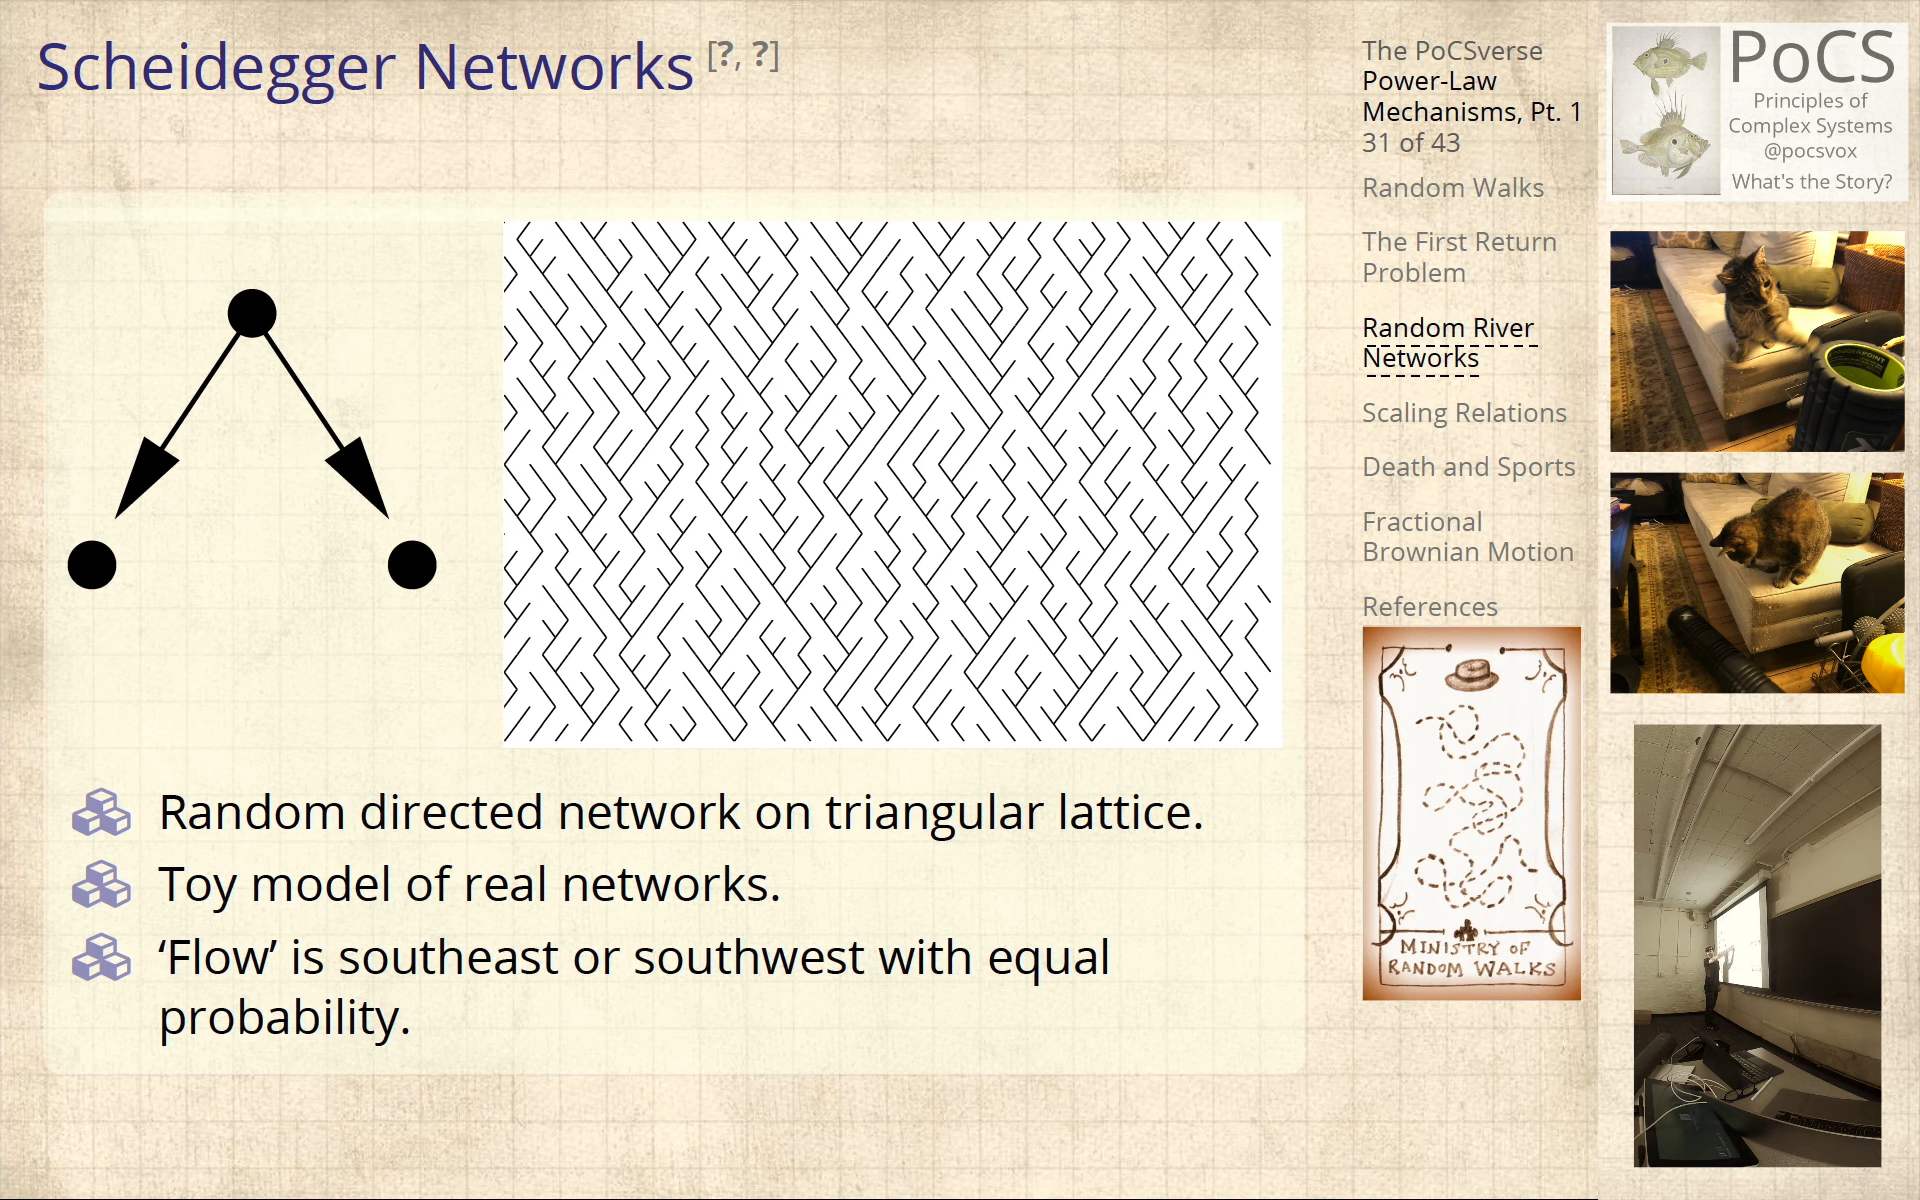 Scheidegger Networks [?, ?]
Random directed network on triangular lattice.
Toy model of real networks.
‘Flow’ is southeast or southwest with equal
probability.
The PoCSverse
Power-Law
Mechanisms, Pt. 1
31 of 43
Random Walks
The First Return
Problem
Random River
Networks
Scaling Relations
Death and Sports
Fractional
Brownian Motion
References
MINISTRY OF
RANDOM WALKS
PoCS
Principles of
Complex Systems
@pocsvox
What's the Story?